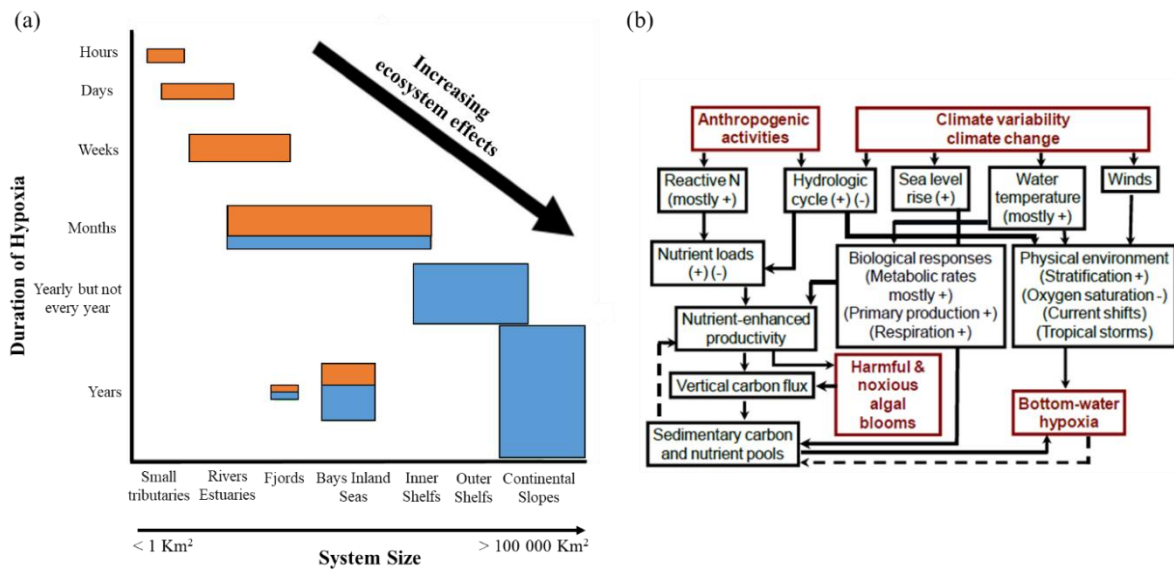 (a)
Duration of Hypoxia
Hours
Days
Weeks
Months
Yearly but not
every year
Years
Increasing
ecosystem effects
Small
tributaries
Rivers
Estuaries
Fjords
Bays Inland
Seas
Inner
Shelfs
Outer
Shelfs
Continental
Slopes
< 1 Km²
> 100 000 Km²
System Size
(b)
Anthropogenic
activities
Climate variability
climate change
Reactive N
(mostly +)
Hydrologic
cycle (+) (-)
Sea level
rise (+)
Water
temperature
(mostly +)
Winds
Nutrient loads
(+) (-)
Biological responses
(Metabolic rates
mostly +)
(Primary production +)
(Respiration +)
Physical environment
(Stratification +)
(Oxygen saturation -)
(Current shifts)
(Tropical storms)
Nutrient-enhanced
productivity
Vertical carbon flux
Harmful &
noxious
algal
blooms
Bottom-water
hypoxia
Sedimentary carbon
and nutrient pools